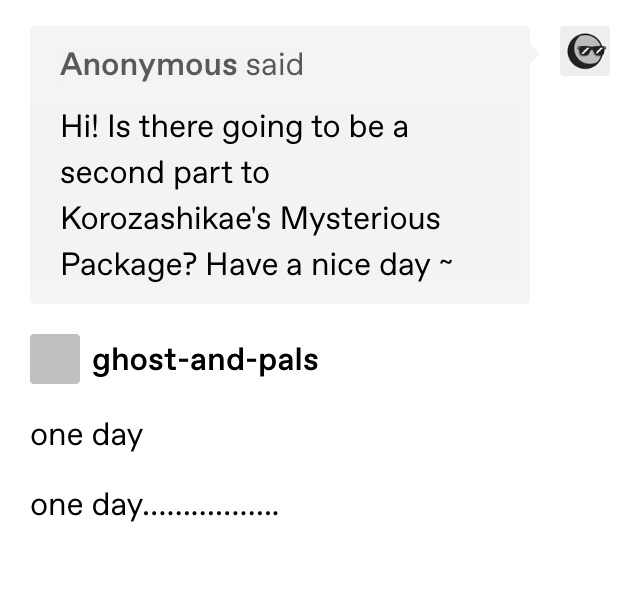 Anonymous said
Hi! Is there going to be a
second part to
Korozashikae's Mysterious
Package? Have a nice day ~
ghost-and-pals
one day
one day.................